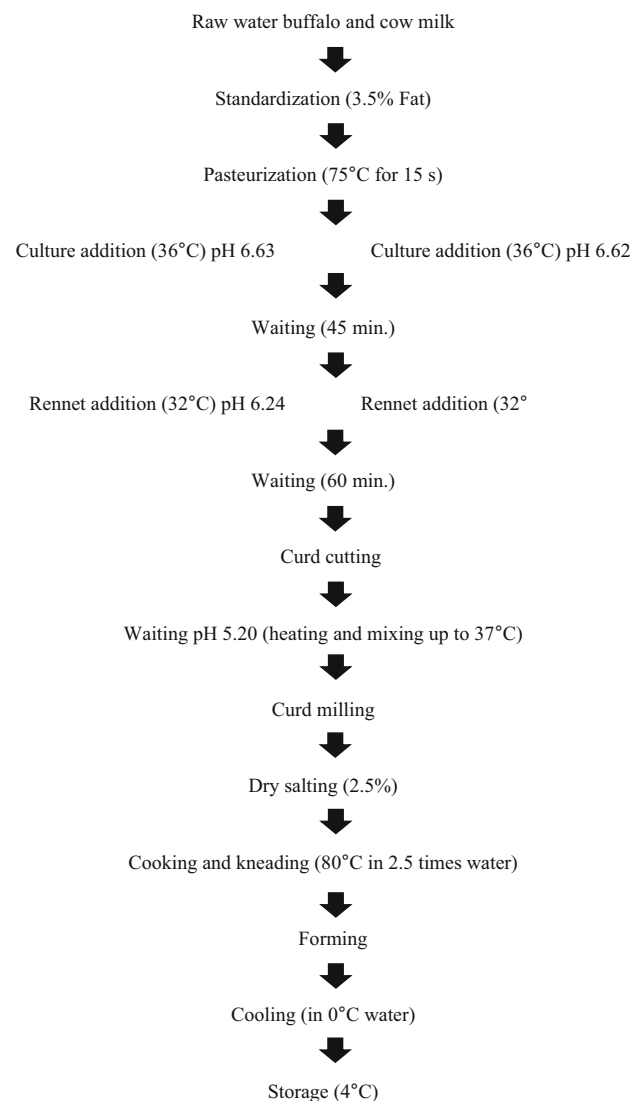 Raw water buffalo and cow milk
Standardization (3.5% Fat)
Pasteurization (75°C for 15 s)
Culture addition (36°C) pH 6.63 Culture addition (36°C) pH 6.62
Waiting (45 min.)
Rennet addition (32°C) pH 6.24 Rennet addition (32°
Waiting (60 min.)
Curd cutting
Waiting pH 5.20 (heating and mixing up to 37°C)
Curd milling
Dry salting (2.5%)
Cooking and kneading (80°C in 2.5 times water)
Forming
Cooling (in 0°C water)
Storage (4°C)